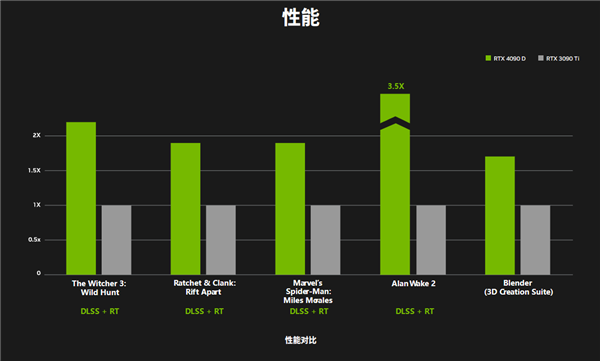 性能
RTX 4090 D
RTX 3090 Ti
3.5X
2X
1.5X
1X
0.5x
0
The Witcher 3:
Wild Hunt
DLSS + RT
Ratchet & Clank:
Rift Apart
DLSS + RT
Marvel's
Spider-Man:
Miles Morales
DLSS + RT
Alan Wake 2
DLSS + RT
Blender
(3D Creation Suite)
性能对比